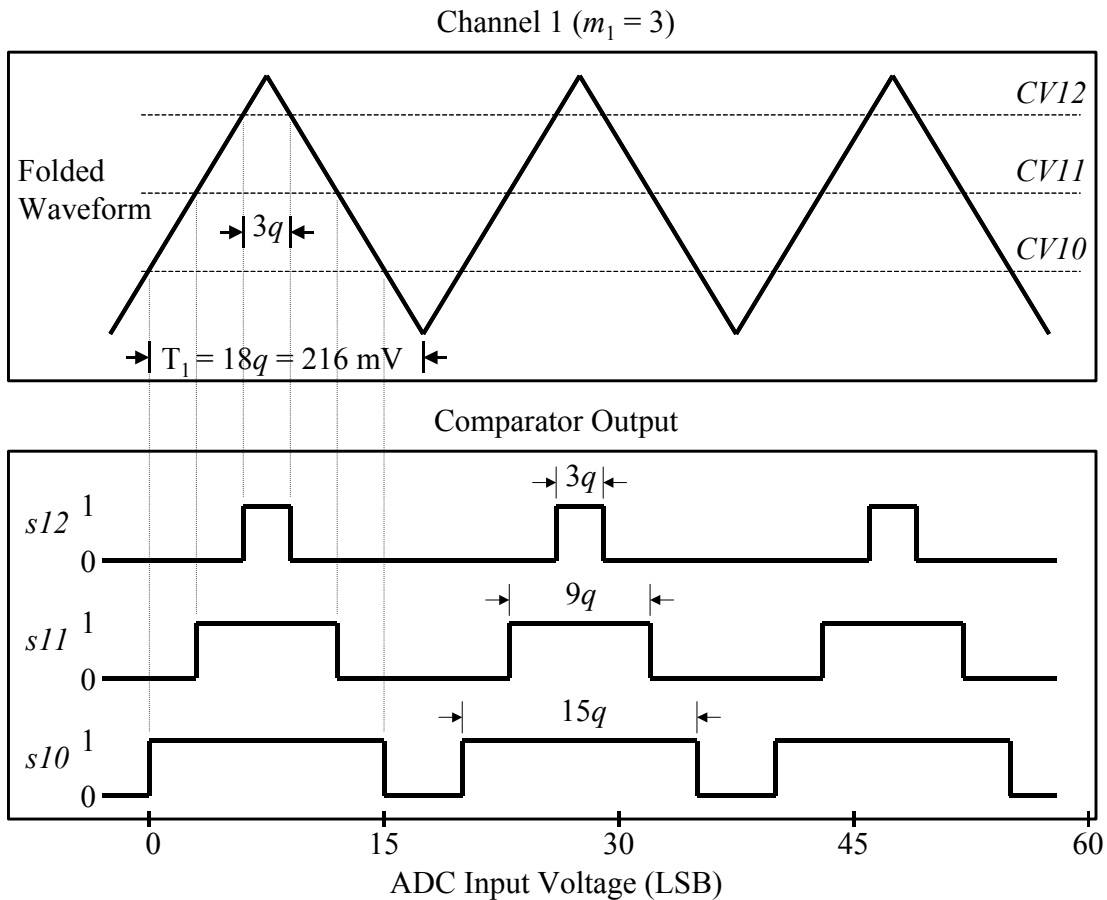 Channel 1 (m₁ = 3)
CV12
Folded
Waveform
CV11
3q
CV10
T₁ = 18q = 216 mV
Comparator Output
3q
s12 1
0
9q
s11 1
0
15q
s10 1
0
0 15 30 45 60
ADC Input Voltage (LSB)